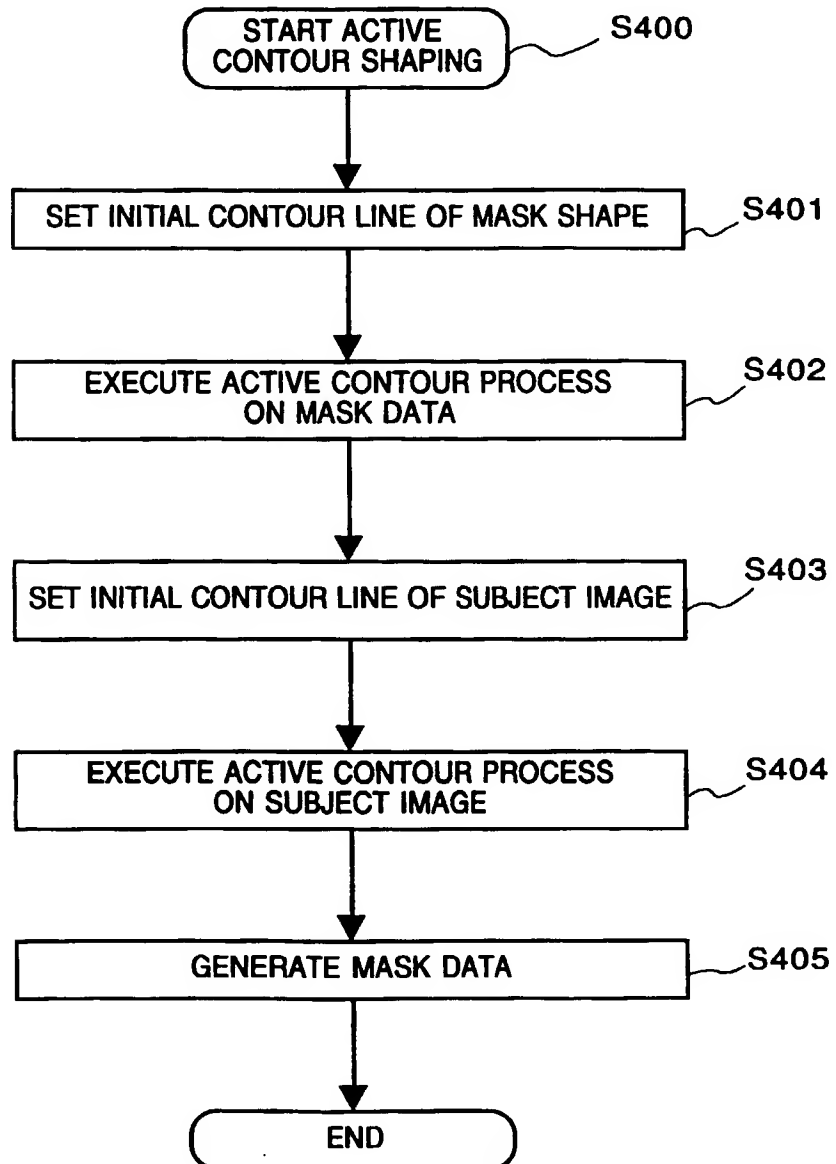 START ACTIVE
CONTOUR SHAPING
S400
SET INITIAL CONTOUR LINE OF MASK SHAPE
S401
EXECUTE ACTIVE CONTOUR PROCESS
ON MASK DATA
S402
SET INITIAL CONTOUR LINE OF SUBJECT IMAGE
S403
EXECUTE ACTIVE CONTOUR PROCESS
ON SUBJECT IMAGE
S404
GENERATE MASK DATA
S405
END